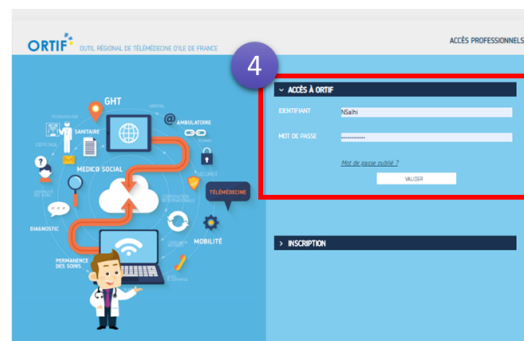 ORTIF OUTIL RÉGIONAL DE TÉLÉMÉDECINE D'ILE DE FRANCE
ACCÈS PROFESSIONNELS
4
ACCÈS À ORTIF
IDENTIFIANT NSalhi
MOT DE PASSE
Mot de passe oublié ?
VALIDER
> INSCRIPTION
GHT
@ AMBULATOIRE
SANITAIRE
MEDICO SOCIAL
TÉLÉMÉDECINE
DIAGNOSTIC
MOBILITÉ
PERMANENCE
DES SOINS